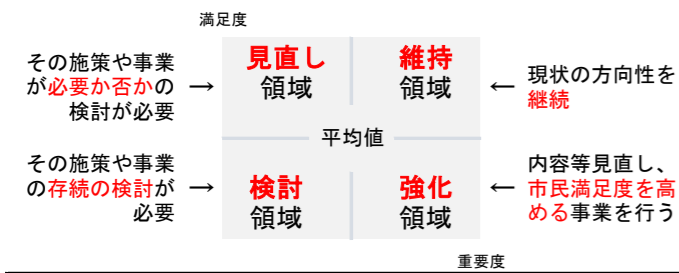 満足度
その施策や事業
が必要か否かの
検討が必要
→
見直し
領域
維持
領域
←
現状の方向性を
継続
平均値
その施策や事業
の存続の検討が
必要
→
検討
領域
強化
領域
←
内容等見直し、
市民満足度を高
める事業を行う
重要度